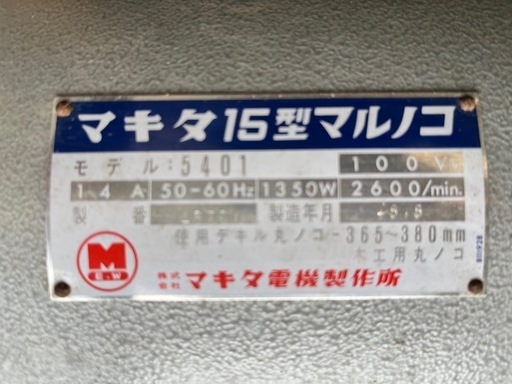 マキタ15型マルノコ
モデル:5401 100V
14A 50-60Hz 1350W 2600/min.
製番 製造年月
使用デキル丸ノコ-365~380mm
木工用丸ノコ
M
E.W
株式会社 マキタ電機製作所